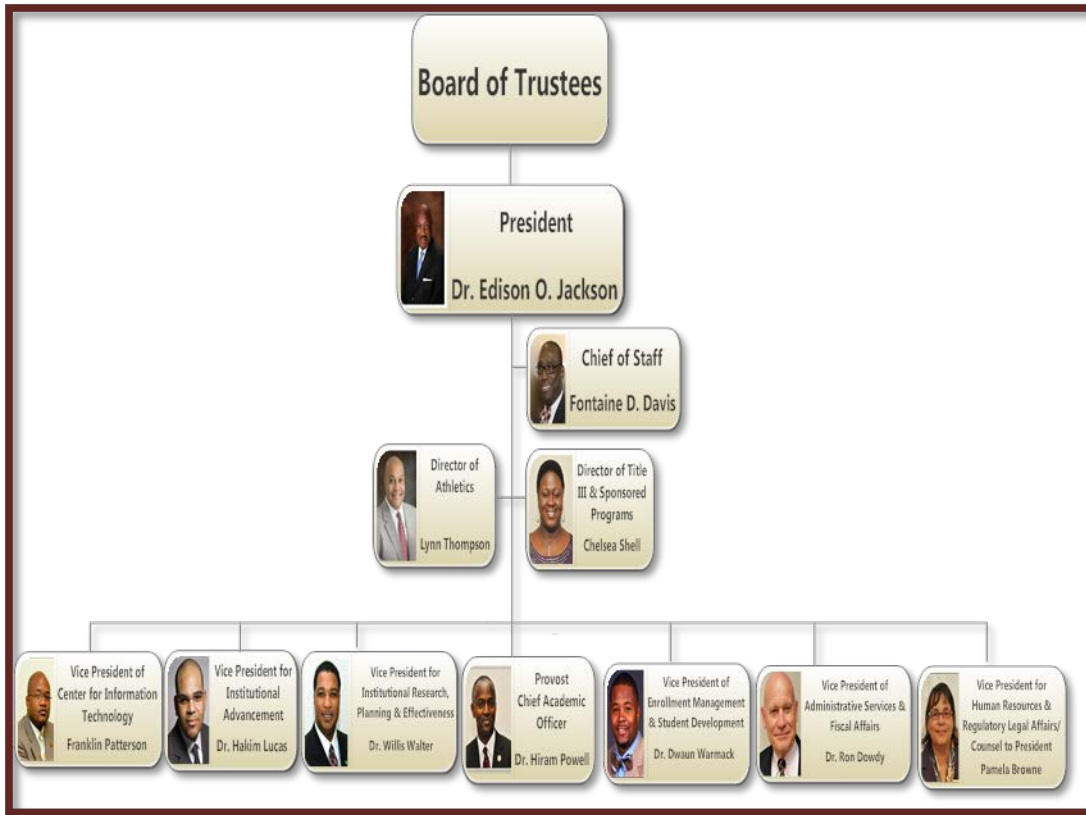 Board of Trustees
President
Dr. Edison O. Jackson
Chief of Staff
Fontaine D. Davis
Director of
Athletics
Lynn Thompson
Director of Title
III & Sponsored
Programs
Chelsea Shell
Vice President of
Center for Information
Technology
Franklin Patterson
Vice President for
Institutional
Advancement
Dr. Hakim Lucas
Vice President for
Institutional Research,
Planning & Effectiveness
Dr. Willis Walter
Provost
Chief Academic
Officer
Dr. Hiram Powell
Vice President of
Enrollment Management
& Student Development
Dr. Dwaun Warmack
Vice President of
Administrative Services &
Fiscal Affairs
Dr. Ron Dowdy
Vice President for
Human Resources &
Regulatory Legal Affairs/
Counsel to President
Pamela Browne